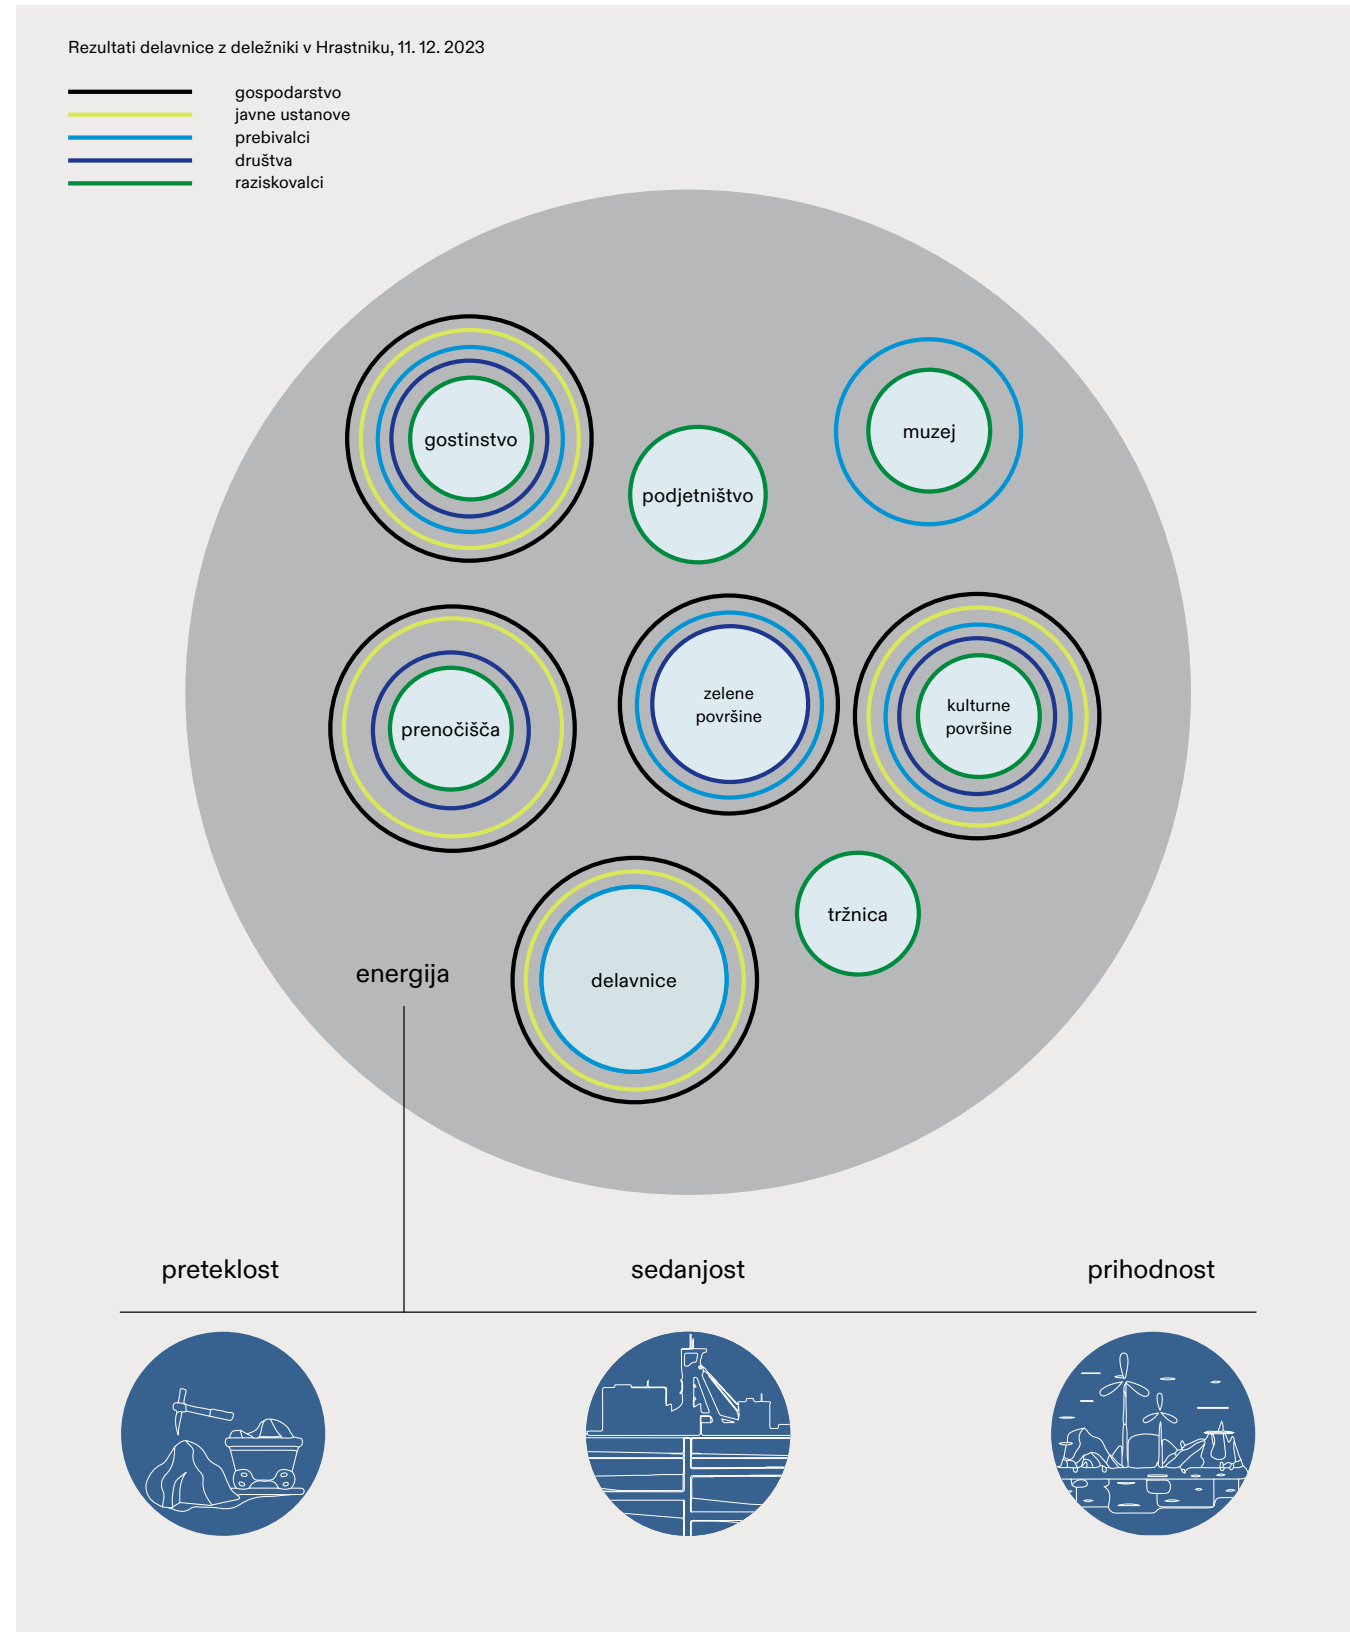 Rezultati delavnice z deležniki v Hrastniku, 11. 12. 2023
gospodarstvo
javne ustanove
prebivalci
društva
raziskovalci
gostinstvo
muzej
podjetništvo
prenočišča
zelene
površine
kulturne
površine
tržnica
energija
delavnice
preteklost
sedanjost
prihodnost